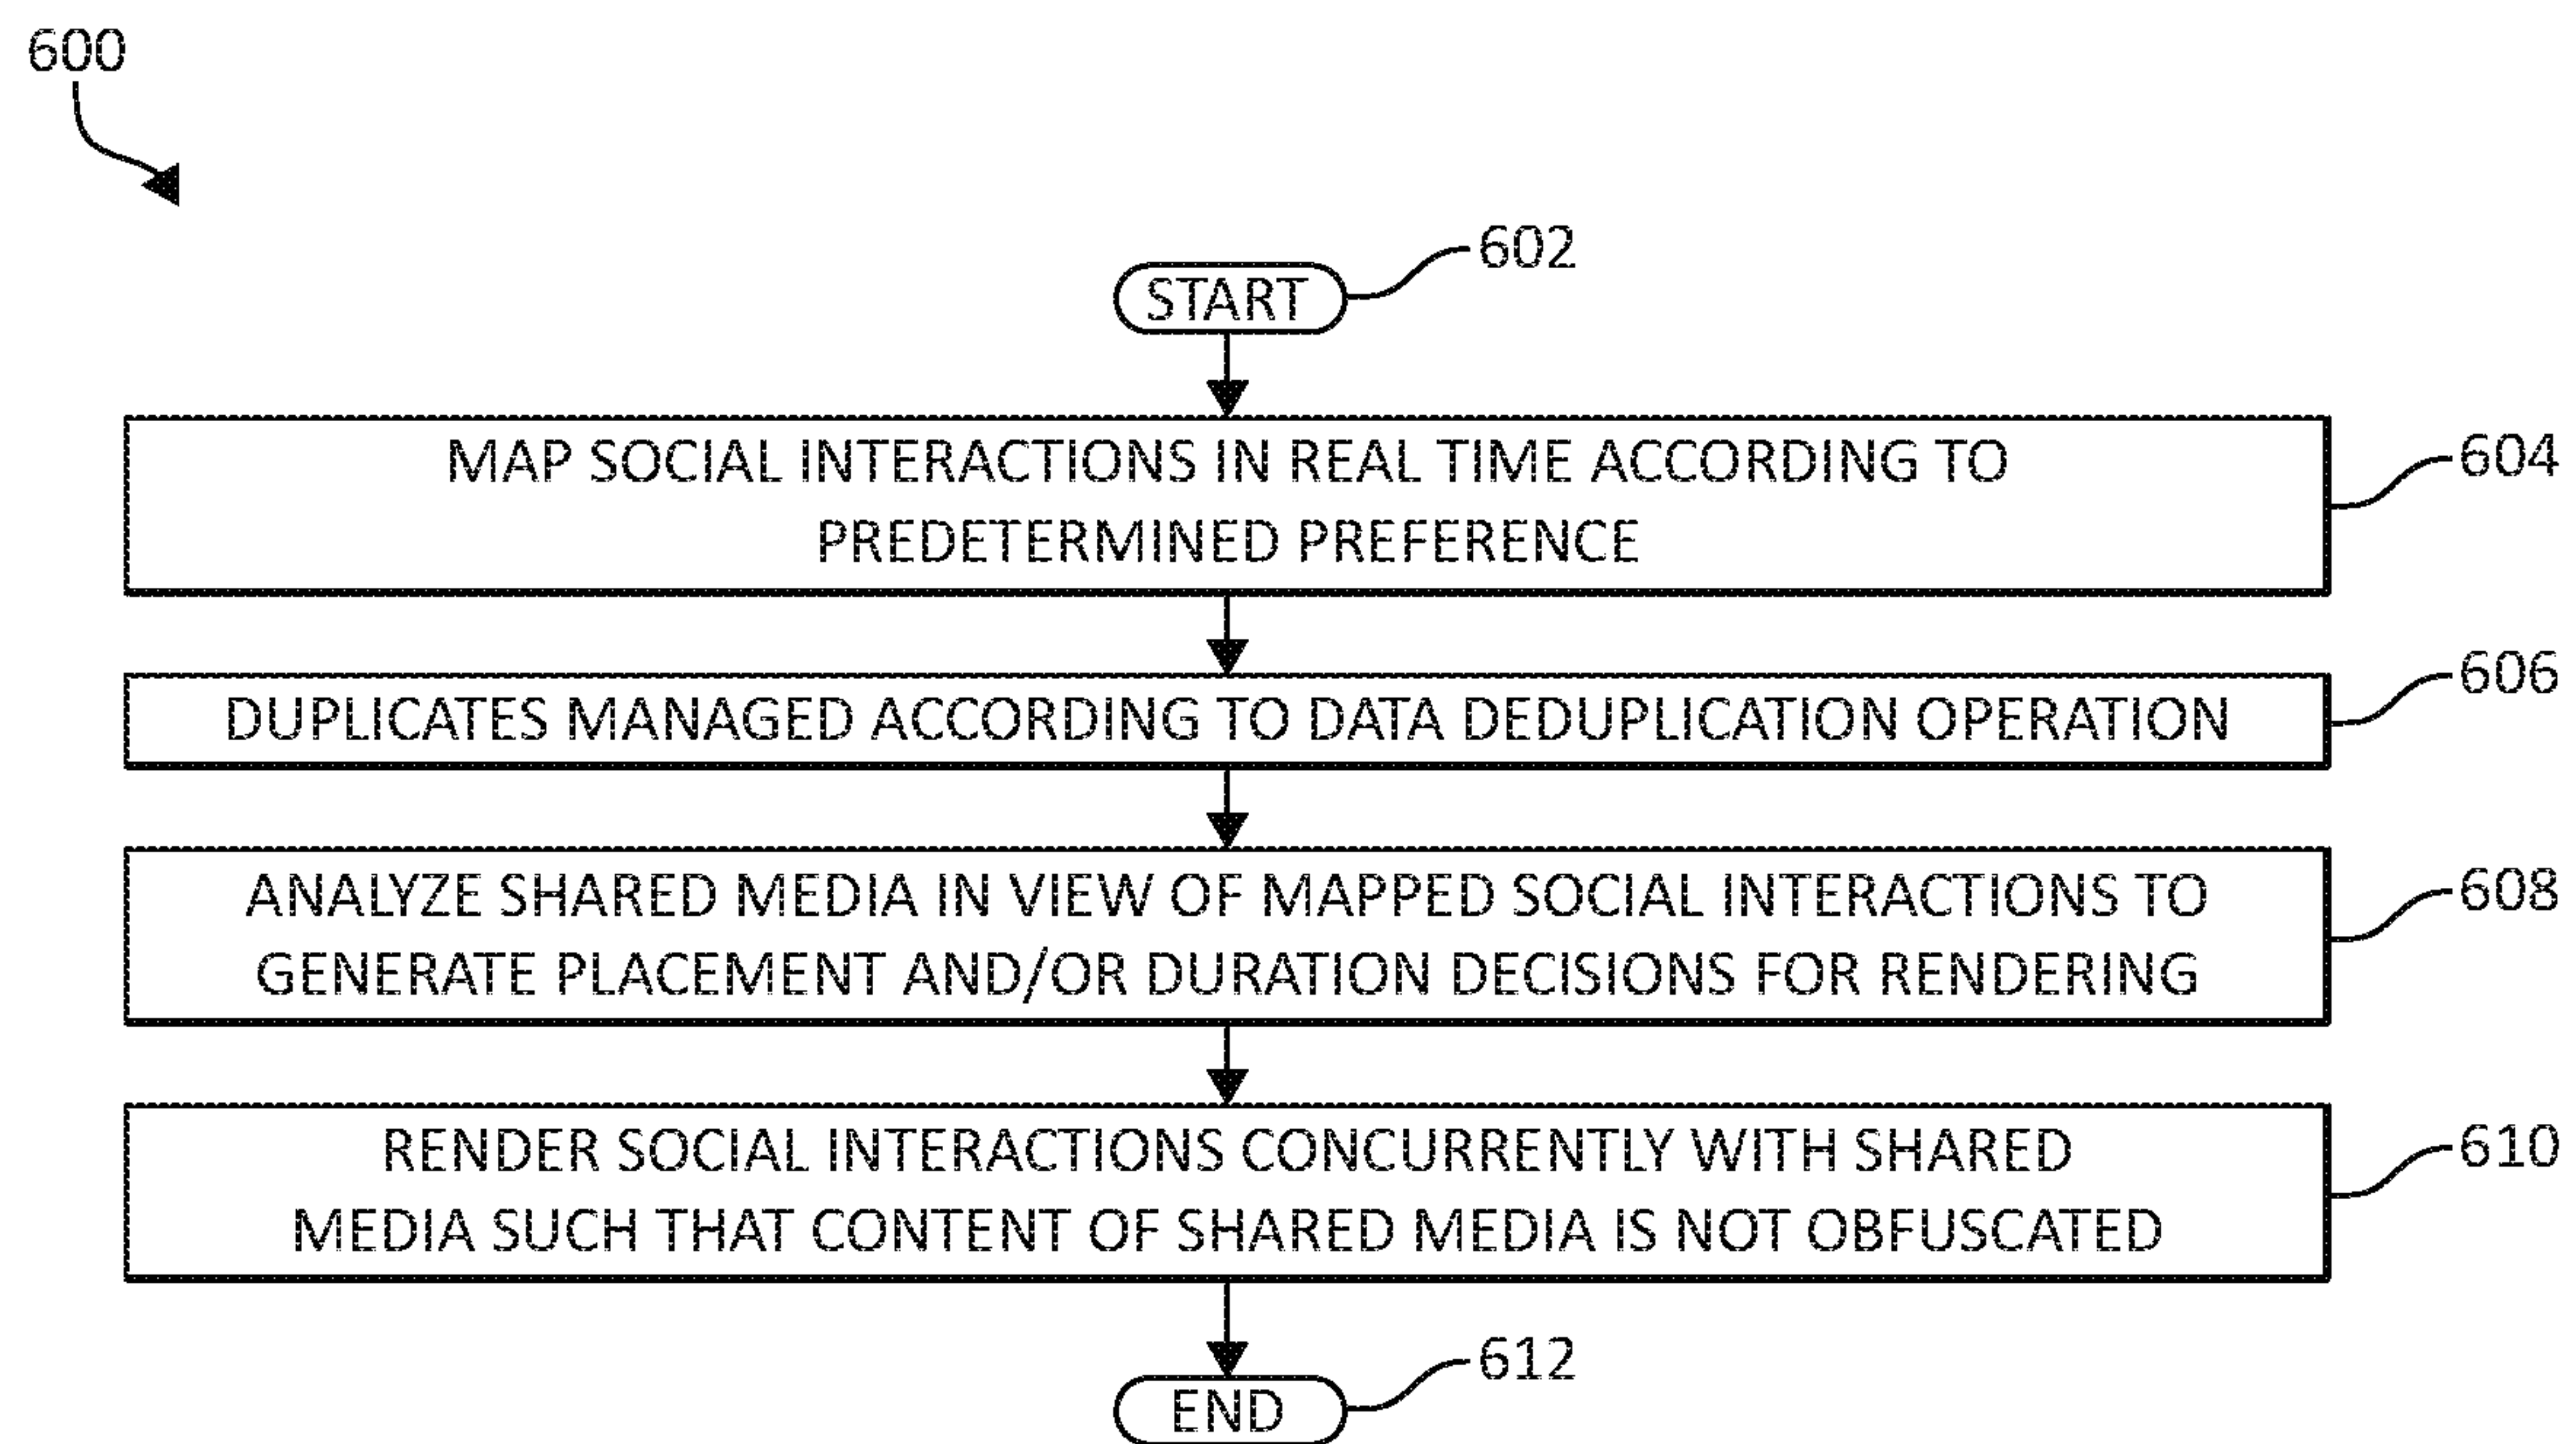 600
602
START
MAP SOCIAL INTERACTIONS IN REAL TIME ACCORDING TO
PREDETERMINED PREFERENCE
604
DUPLICATES MANAGED ACCORDING TO DATA DEDUPLICATION OPERATION
606
ANALYZE SHARED MEDIA IN VIEW OF MAPPED SOCIAL INTERACTIONS TO
GENERATE PLACEMENT AND/OR DURATION DECISIONS FOR RENDERING
608
RENDER SOCIAL INTERACTIONS CONCURRENTLY WITH SHARED
MEDIA SUCH THAT CONTENT OF SHARED MEDIA IS NOT OBFUSCATED
610
612
END